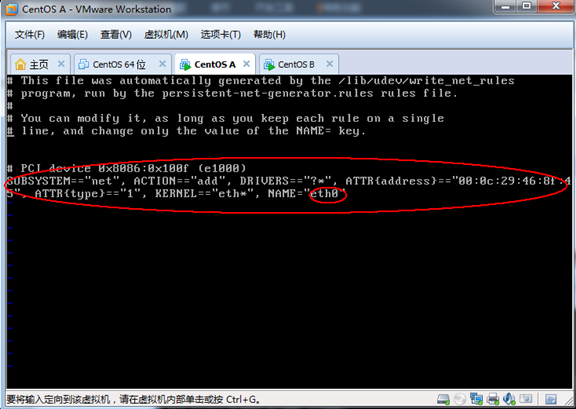 CentOS A - VMware Workstation
文件(F) 编辑(E) 查看(V) 虚拟机(M) 选项卡(T) 帮助(H)
主页 CentOS 64 位 CentOS A CentOS B
# This file was automatically generated by the /lib/udev/write_net_rules
# program, run by the persistent-net-generator.rules rules file.
#
# You can modify it, as long as you keep each rule on a single
# line, and change only the value of the NAME= key.
# PCI device 0x8086:0x100f (e1000)
SUBSYSTEM=="net", ACTION=="add", DRIVERS=="?*", ATTR{address}=="00:0c:29:46:8f:4
5", ATTR{type}=="1", KERNEL=="eth*", NAME="eth0"
~
~
~
~
~
~
~
~
~
~
~
~
~
要将输入定向到该虚拟机，请在虚拟机内部单击或按 Ctrl+G。